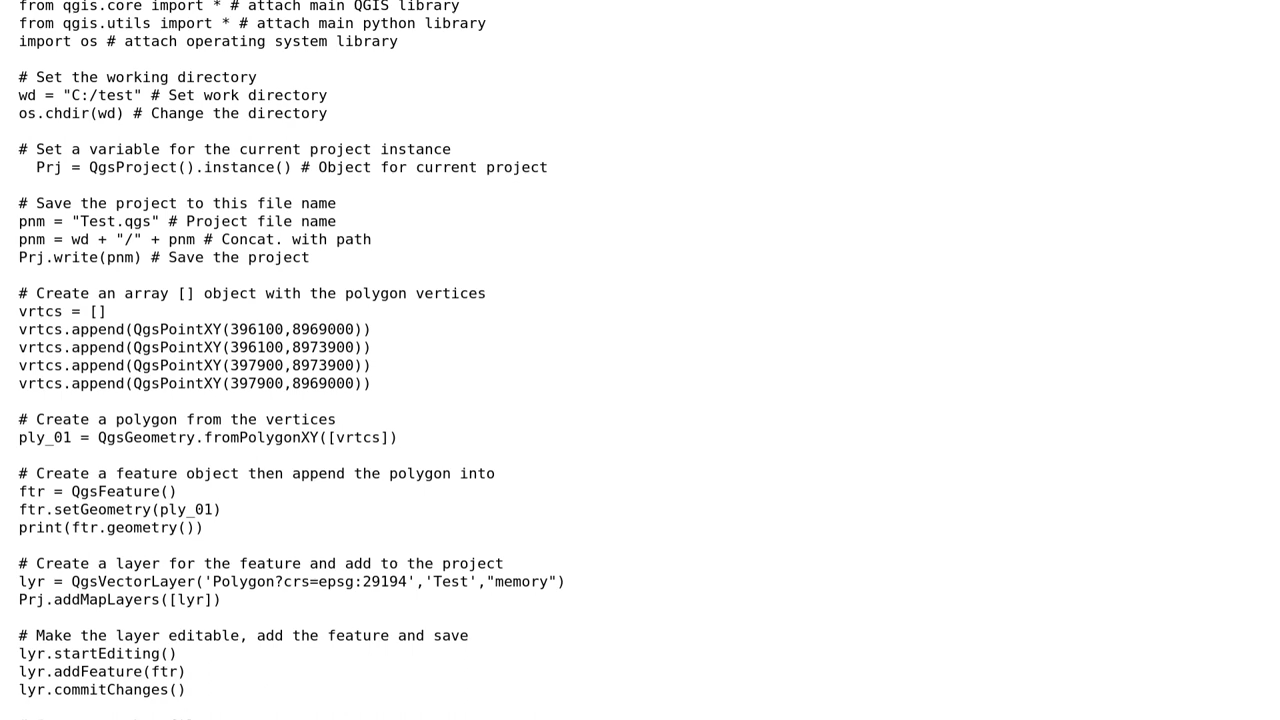 from qgis.core import * # attach main QGIS library
from qgis.utils import * # attach main python library
import os # attach operating system library

# Set the working directory
wd = "C:/test" # Set work directory
os.chdir(wd) # Change the directory

# Set a variable for the current project instance
  Prj = QgsProject().instance() # Object for current project

# Save the project to this file name
pnm = "Test.qgs" # Project file name
pnm = wd + "/" + pnm # Concat. with path
Prj.write(pnm) # Save the project

# Create an array [] object with the polygon vertices
vrtcs = []
vrtcs.append(QgsPointXY(396100,8969000))
vrtcs.append(QgsPointXY(396100,8973900))
vrtcs.append(QgsPointXY(397900,8973900))
vrtcs.append(QgsPointXY(397900,8969000))

# Create a polygon from the vertices
ply_01 = QgsGeometry.fromPolygonXY([vrtcs])

# Create a feature object then append the polygon into
ftr = QgsFeature()
ftr.setGeometry(ply_01)
print(ftr.geometry())

# Create a layer for the feature and add to the project
lyr = QgsVectorLayer('Polygon?crs=epsg:29194','Test',"memory")
Prj.addMapLayers([lyr])

# Make the layer editable, add the feature and save
lyr.startEditing()
lyr.addFeature(ftr)
lyr.commitChanges()